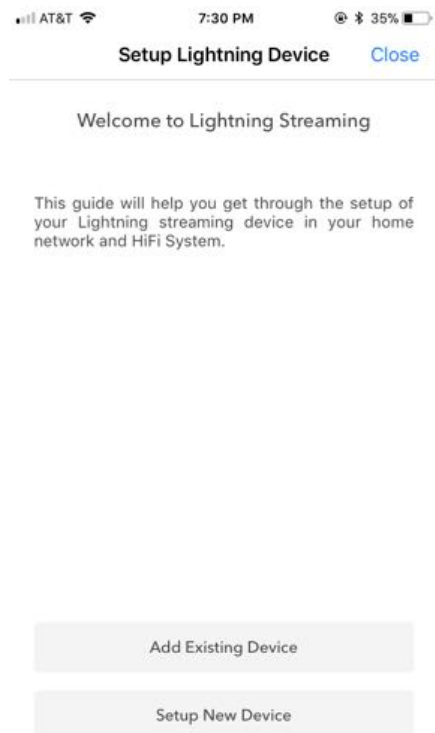 AT&T 7:30 PM 35%
Setup Lightning Device Close
Welcome to Lightning Streaming
This guide will help you get through the setup of
your Lightning streaming device in your home
network and HiFi System.
Add Existing Device
Setup New Device